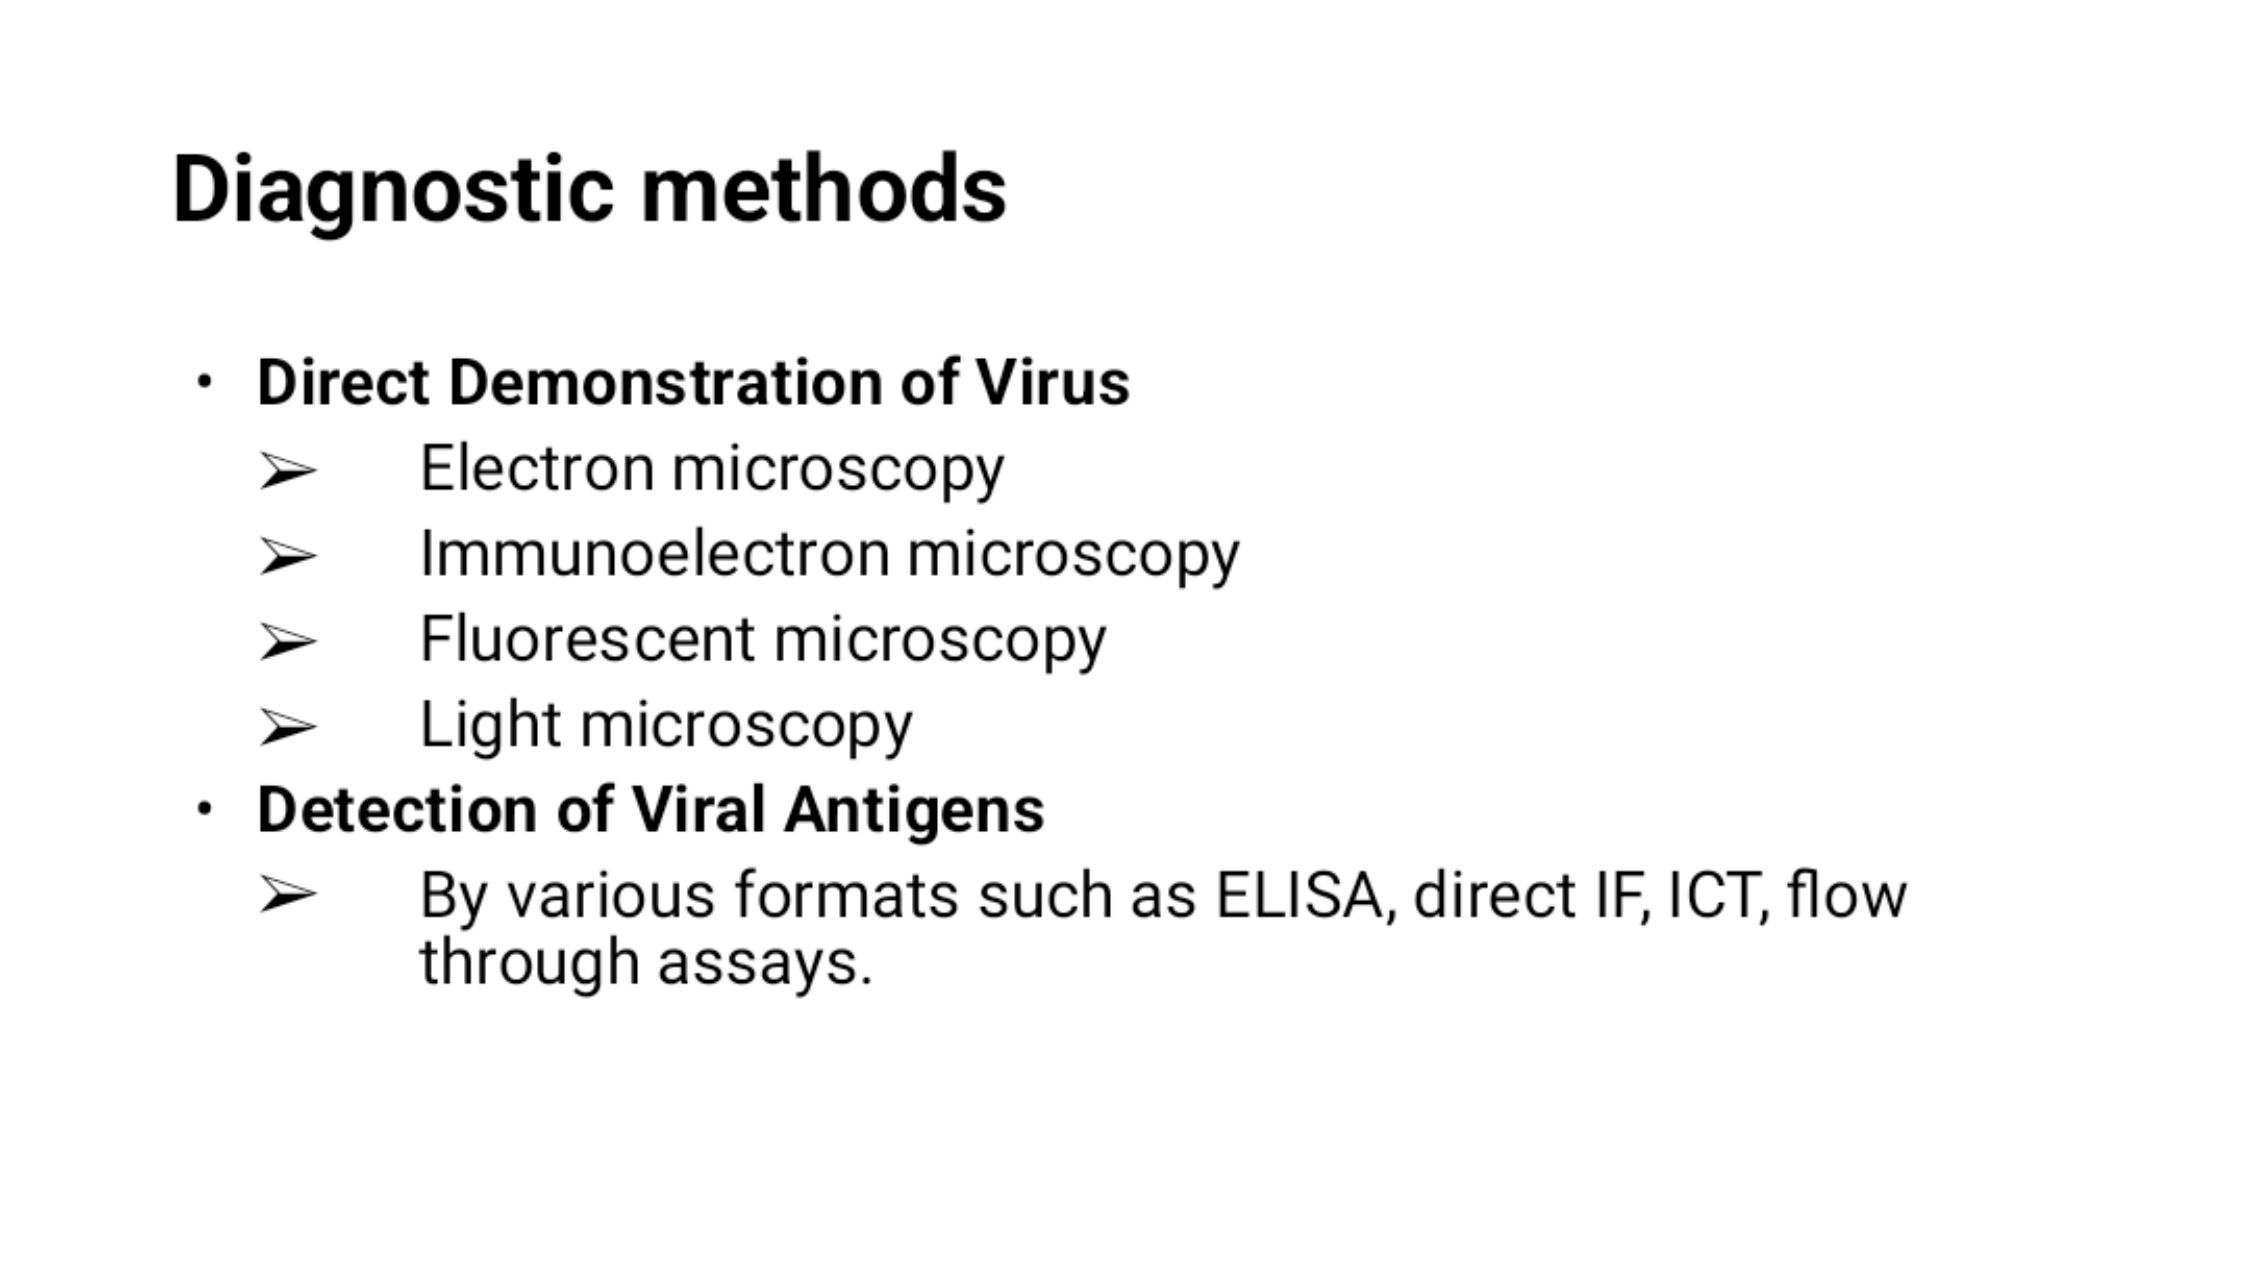 Diagnostic methods
• Direct Demonstration of Virus
➢ Electron microscopy
➢ Immunoelectron microscopy
➢ Fluorescent microscopy
➢ Light microscopy
• Detection of Viral Antigens
➢ By various formats such as ELISA, direct IF, ICT, flow
through assays.